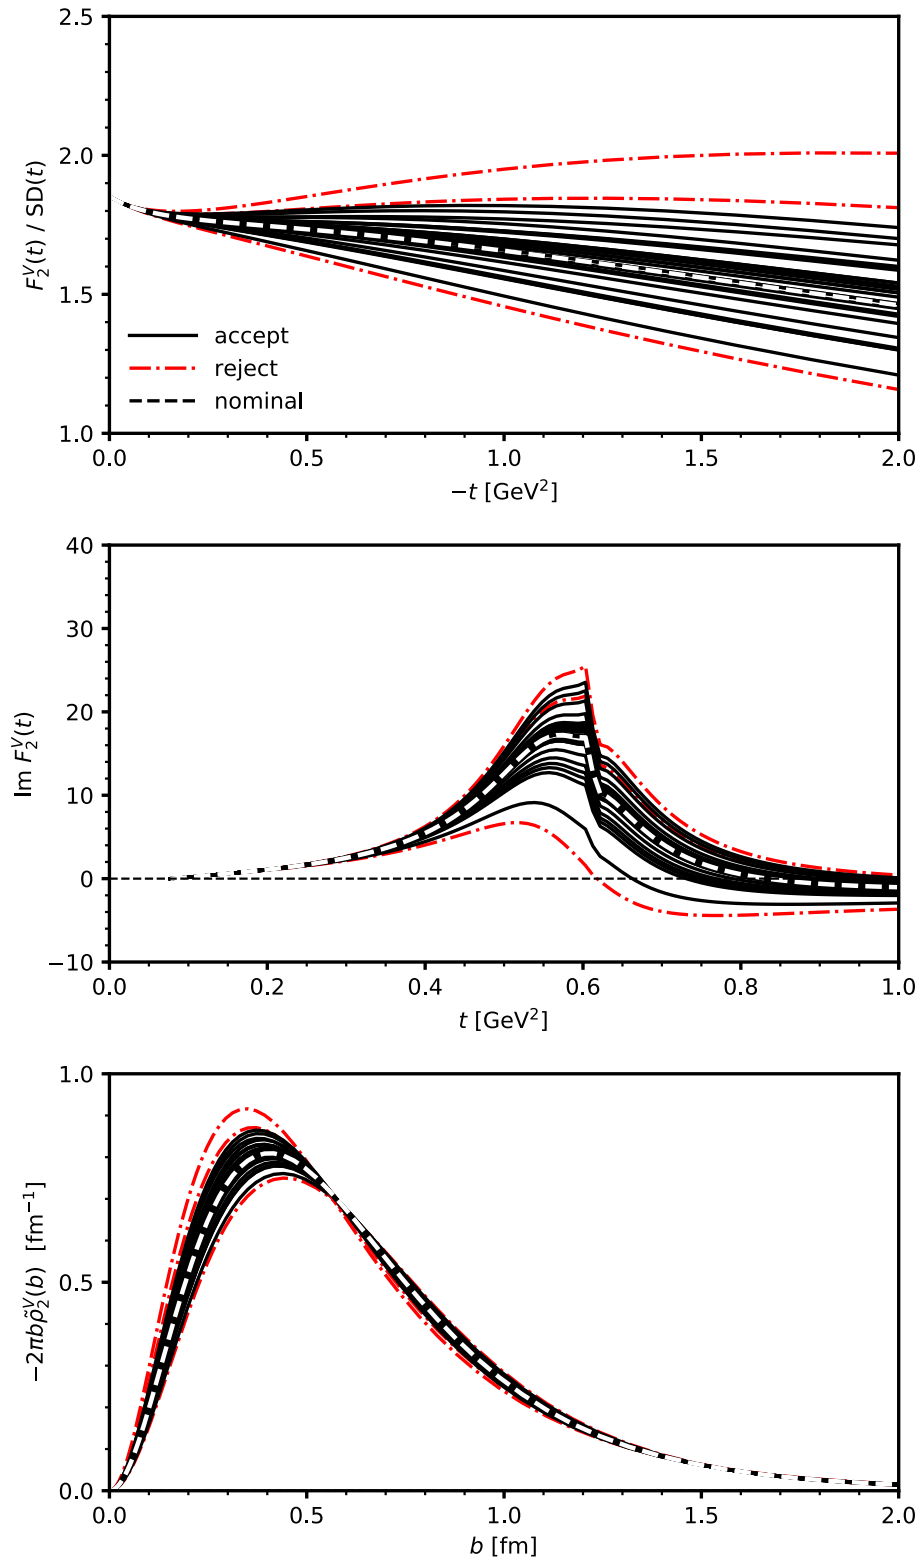 2.5
2.0
1.5
1.0
F₂ⱽ(t) / SD(t)
accept
reject
nominal
0.0 0.5 1.0 1.5 2.0
−t [GeV²]
40
30
20
10
0
−10
Im F₂ⱽ(t)
0.0 0.2 0.4 0.6 0.8 1.0
t [GeV²]
1.0
0.5
0.0
−2πbρ̃₂ⱽ(b) [fm⁻¹]
0.0 0.5 1.0 1.5 2.0
b [fm]